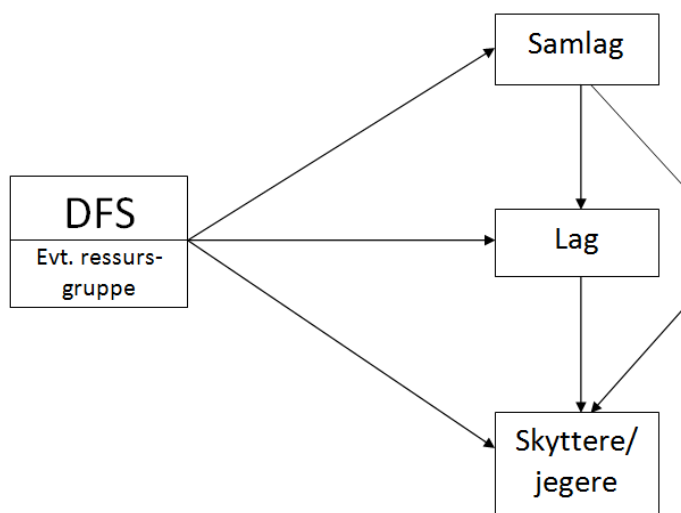 Samlag
DFS
Evt. ressurs-
gruppe
Lag
Skyttere/
jegere